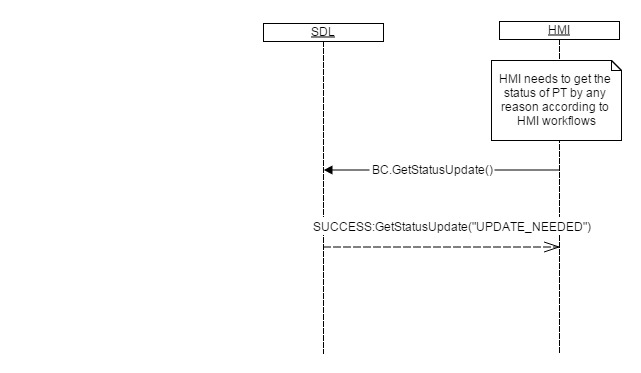 SDL
HMI
HMI needs to get the
status of PT by any
reason according to
HMI workflows
BC.GetStatusUpdate()
SUCCESS:GetStatusUpdate("UPDATE_NEEDED")